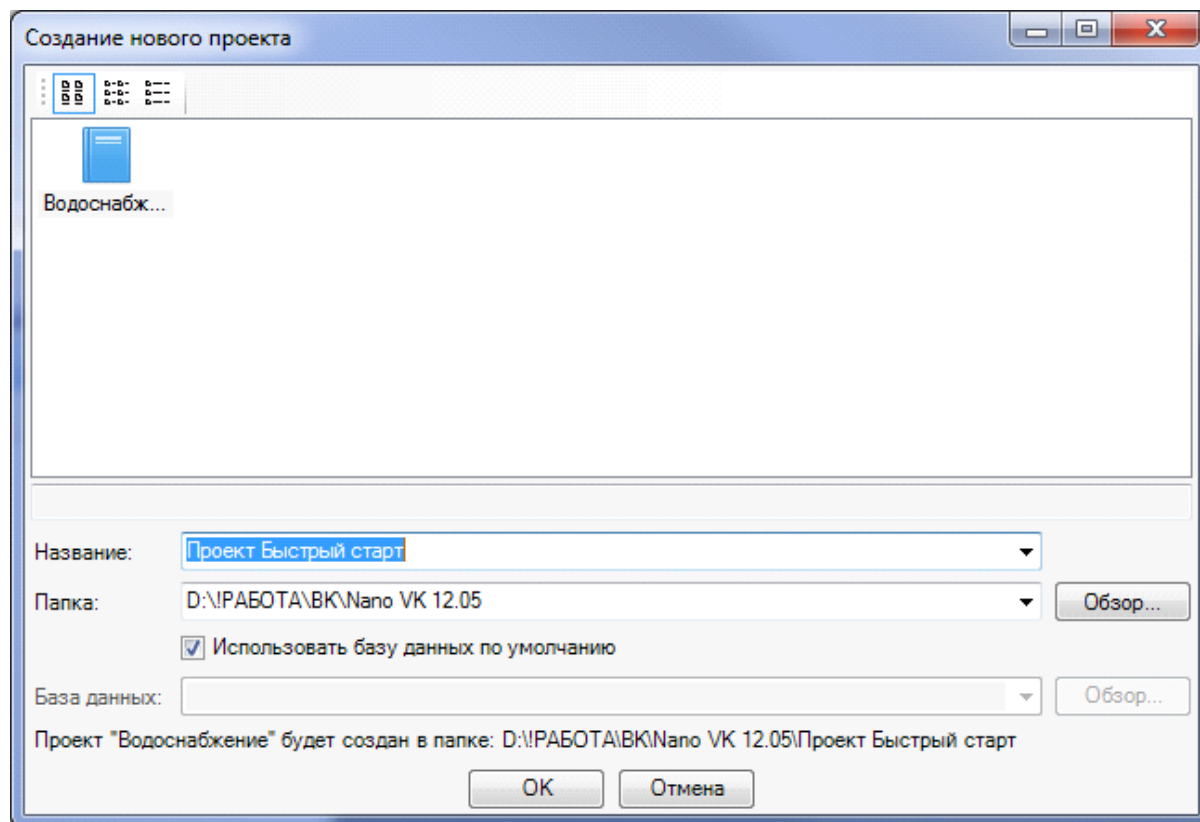 Создание нового проекта
Водоснабж...
Название:
Проект Быстрый старт
Папка:
D:\!РАБОТА\ВК\Nano VK 12.05
Обзор...
Использовать базу данных по умолчанию
База данных:
Обзор...
Проект "Водоснабжение" будет создан в папке: D:\!РАБОТА\ВК\Nano VK 12.05\Проект Быстрый старт
OK
Отмена